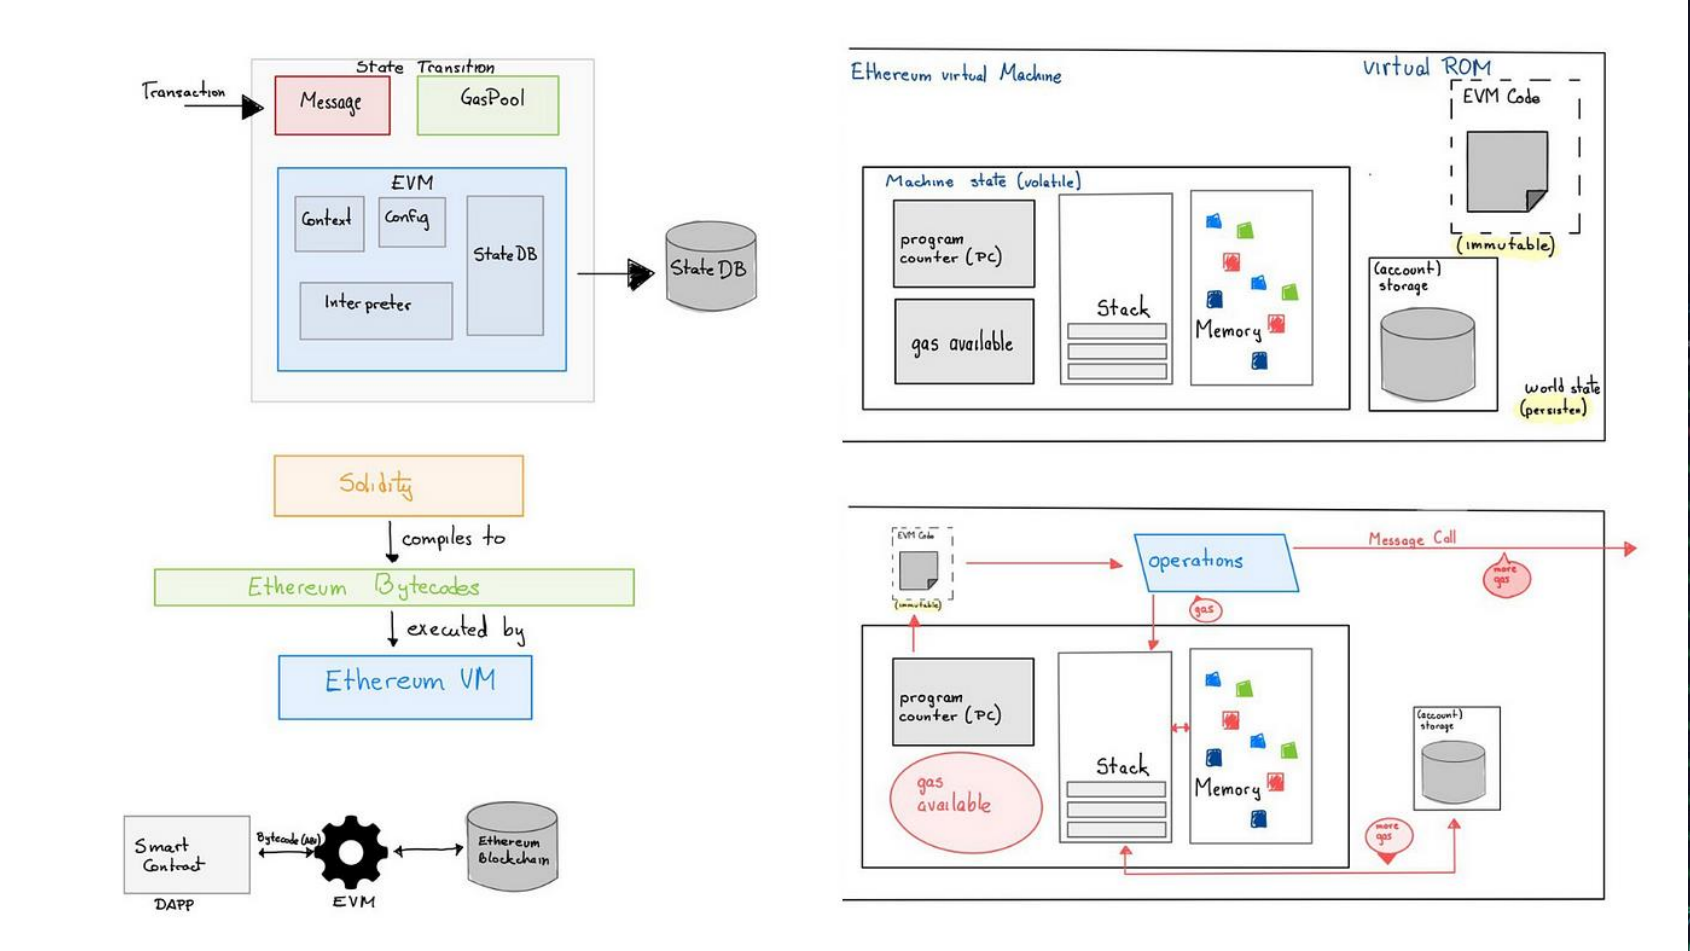 State Transition
Transaction
Message
GasPool
EVM
Context
Config
StateDB
Interpreter
StateDB
Solidity
compiles to
Ethereum Bytecodes
executed by
Ethereum VM
Smart
Contract
DAPP
Bytecode(ABI)
EVM
Ethereum
Blockchain
Ethereum virtual Machine
virtual ROM
EVM Code
(immutable)
Machine state (volatile)
program
counter (PC)
gas available
Stack
Memory
(account)
storage
world state
(persisten)
EVM Code
(immutable)
operations
Message Call
more
gas
gas
program
counter (PC)
gas
available
Stack
Memory
(account)
storage
more
gas